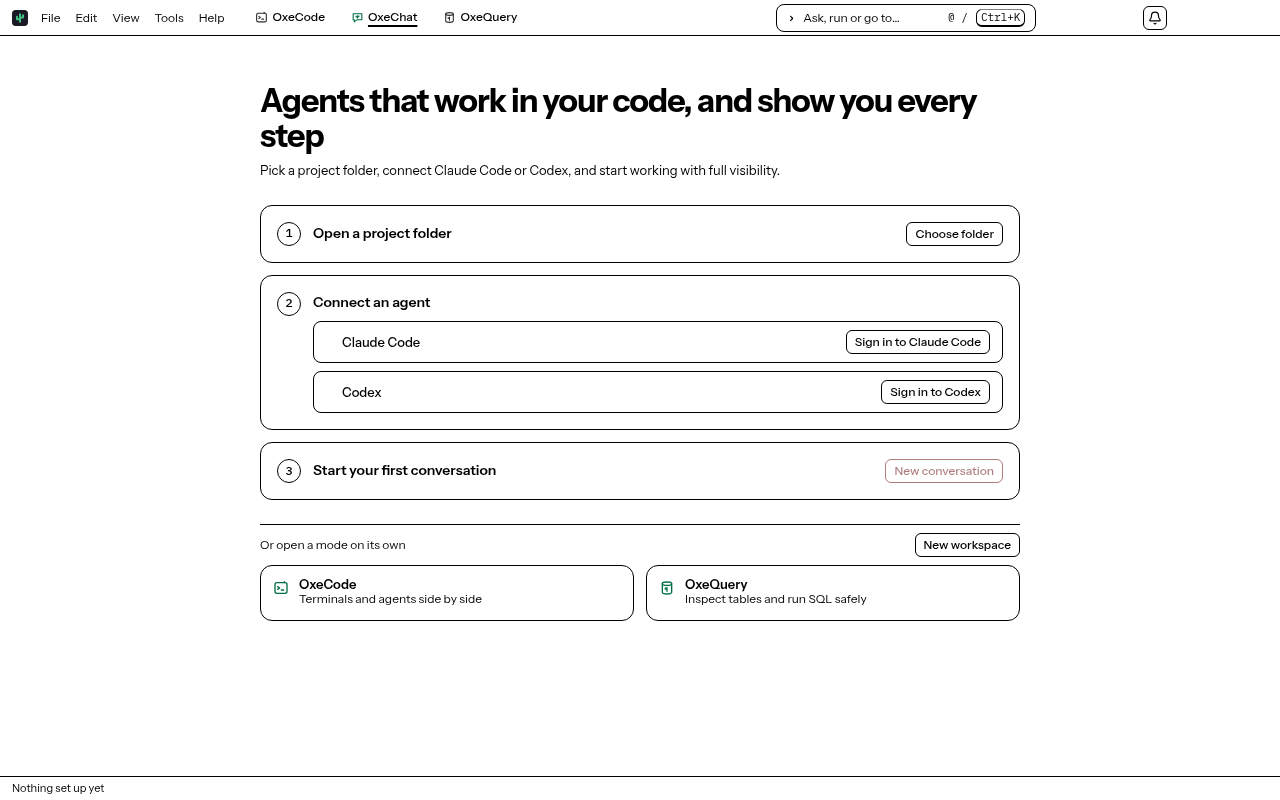 File Edit View Tools Help OxeCode OxeChat OxeQuery › Ask, run or go to... @ / Ctrl+K
Agents that work in your code, and show you every
step
Pick a project folder, connect Claude Code or Codex, and start working with full visibility.
1 Open a project folder Choose folder
2 Connect an agent
Claude Code Sign in to Claude Code
Codex Sign in to Codex
3 Start your first conversation New conversation
Or open a mode on its own New workspace
OxeCode OxeQuery
Terminals and agents side by side Inspect tables and run SQL safely
Nothing set up yet